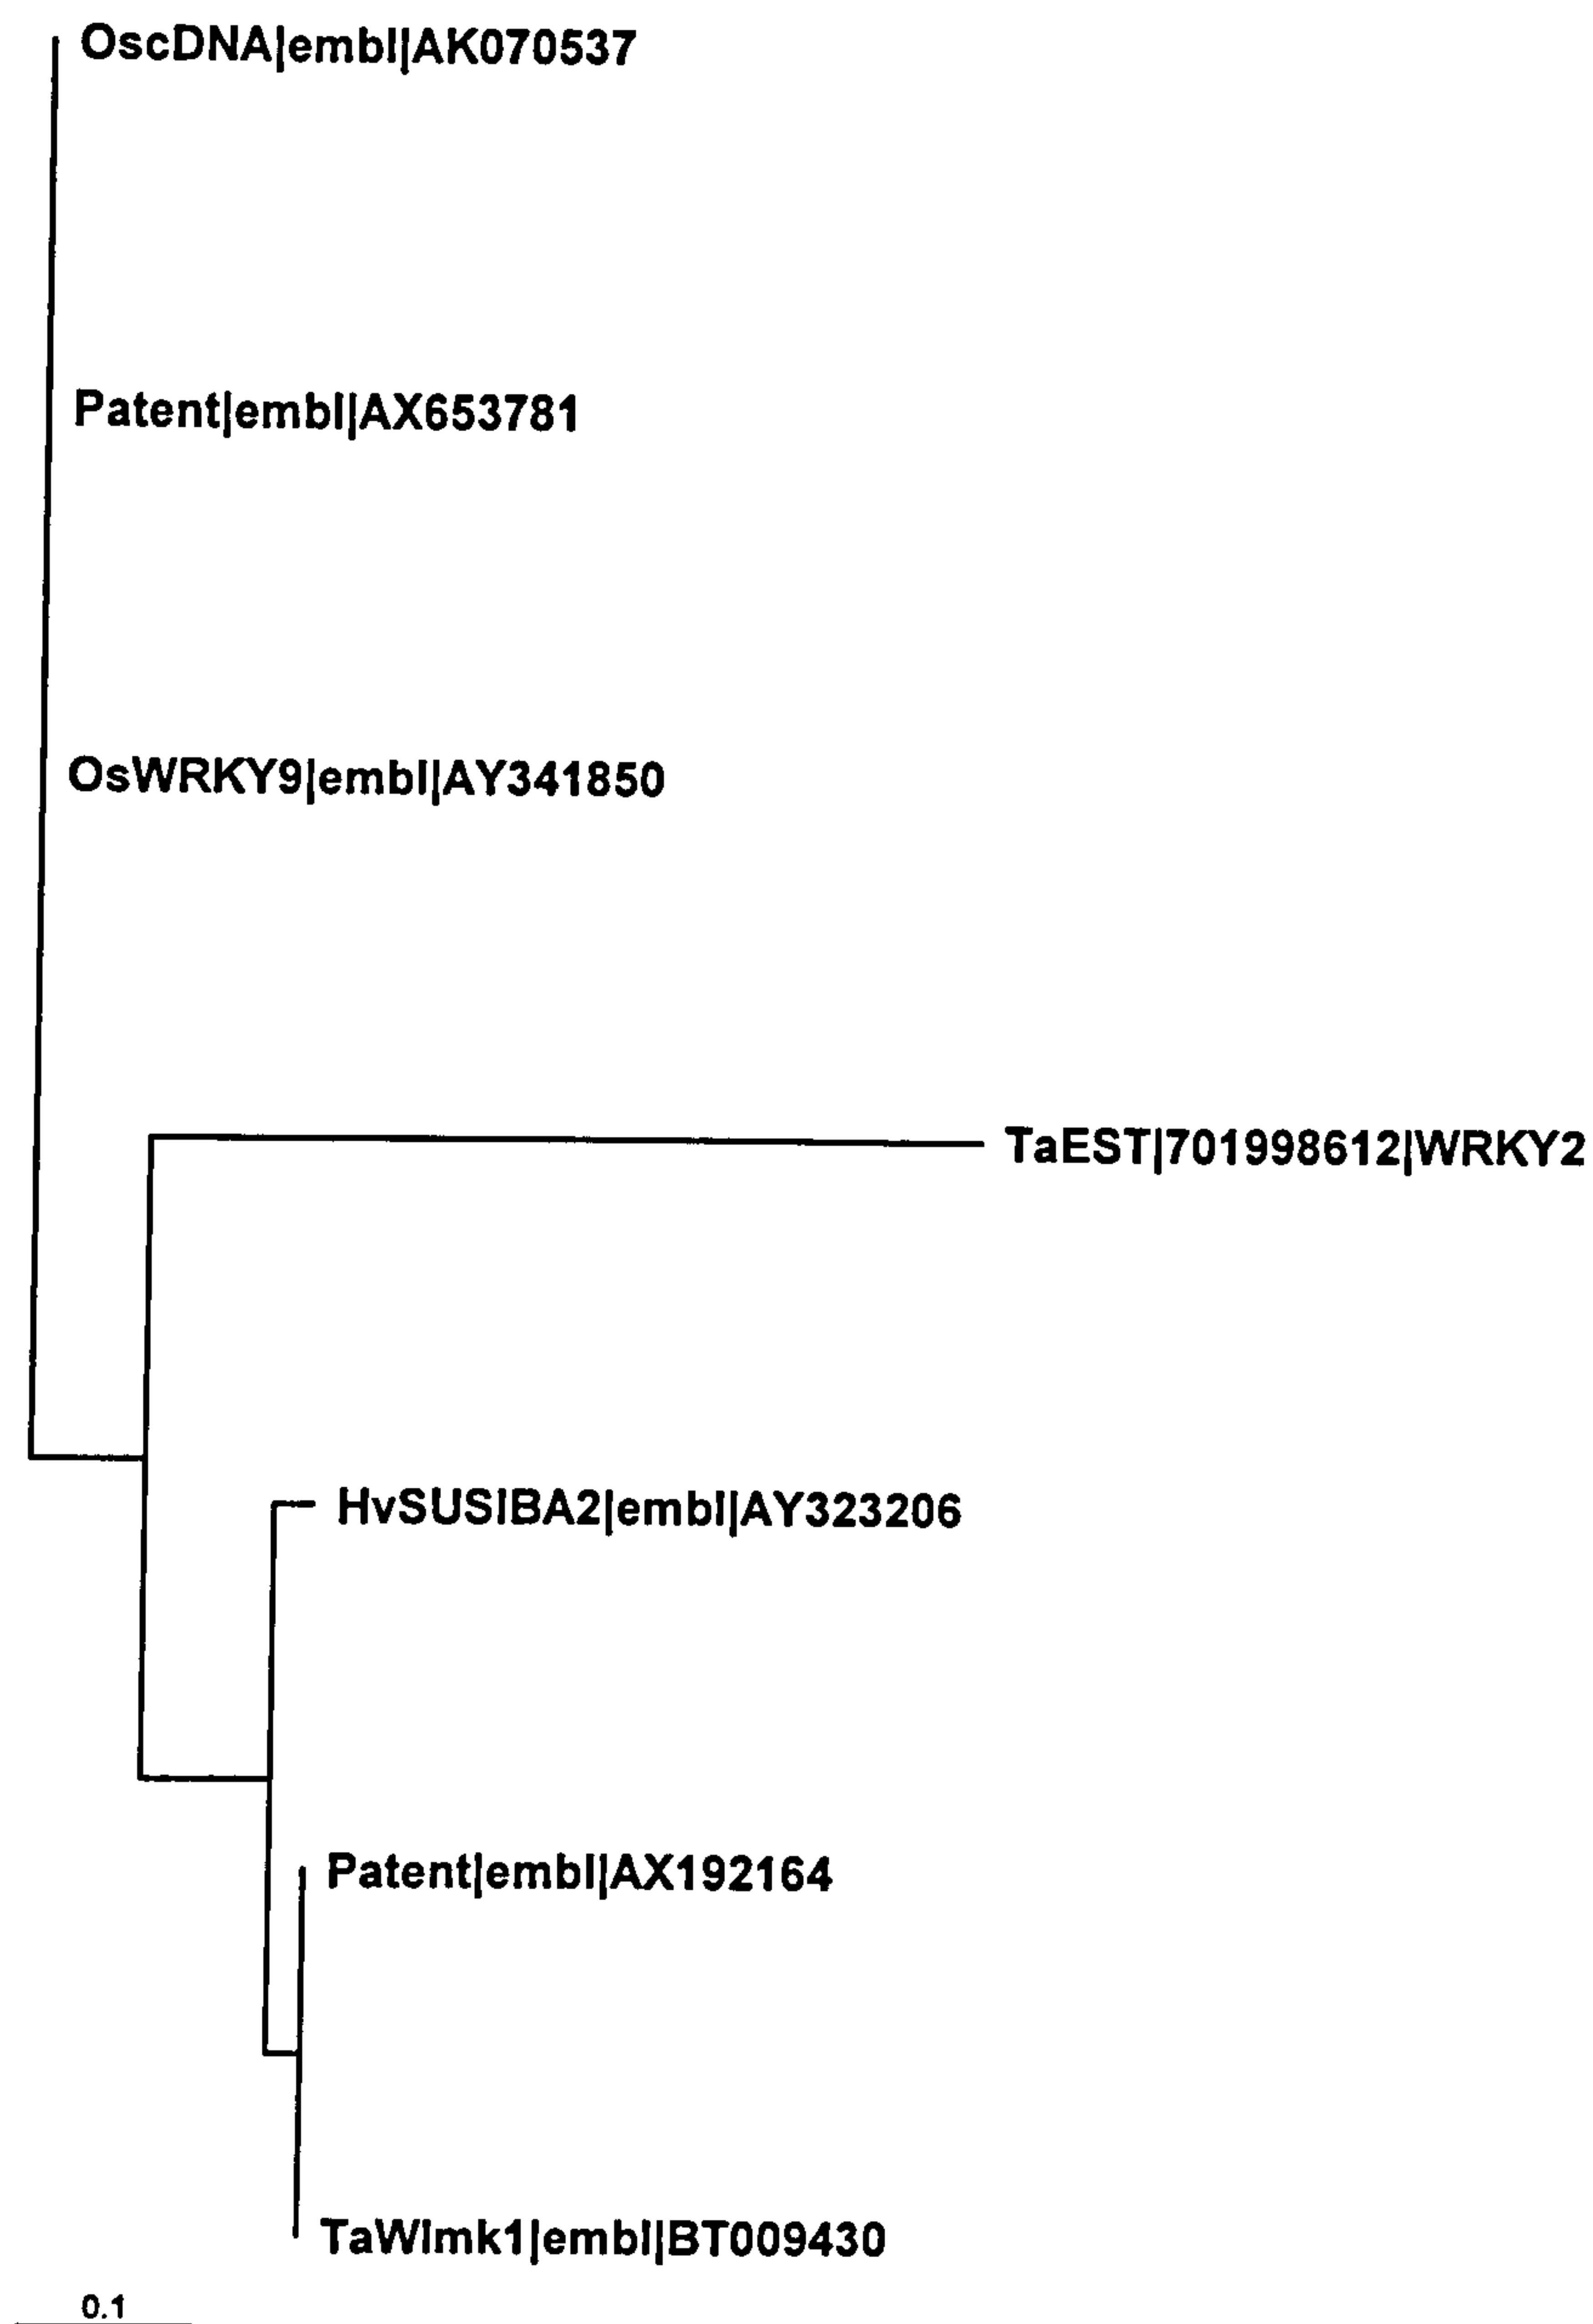 OscDNA|embl|AK070537
Patent|embl|AX653781
OsWRKY9|embl|AY341850
TaEST|701998612|WRKY2
HvSUSIBA2|embl|AY323206
Patent|embl|AX192164
TaWlmk1|embl|BT009430
0.1